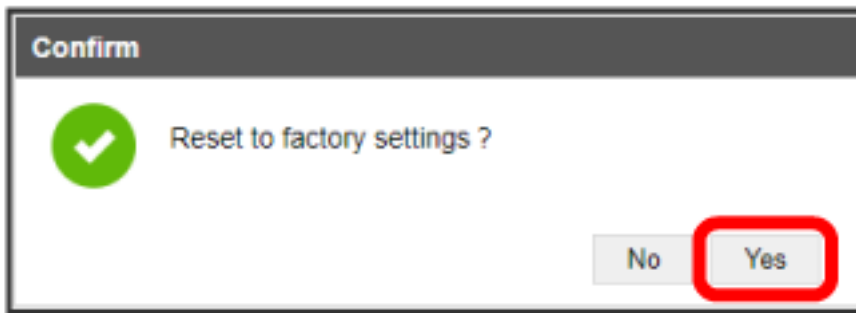 Confirm
Reset to factory settings ?
No Yes